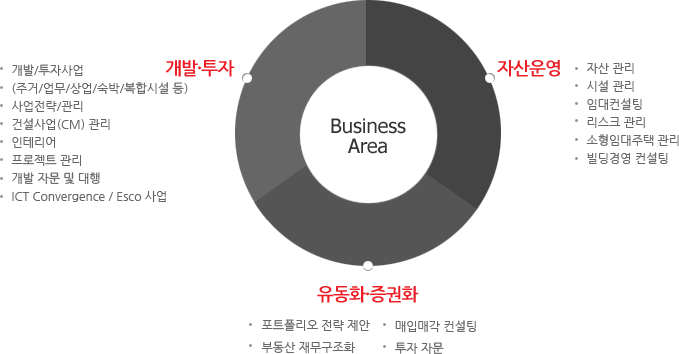 개발·투자
• 개발/투자사업
• (주거/업무/상업/숙박/복합시설 등)
• 사업전략/관리
• 건설사업(CM) 관리
• 인테리어
• 프로젝트 관리
• 개발 자문 및 대행
• ICT Convergence / Esco 사업
Business
Area
자산운영
• 자산 관리
• 시설 관리
• 임대컨설팅
• 리스크 관리
• 소형임대주택 관리
• 빌딩경영 컨설팅
유동화·증권화
• 포트폴리오 전략 제안
• 매입매각 컨설팅
• 부동산 재무구조화
• 투자 자문